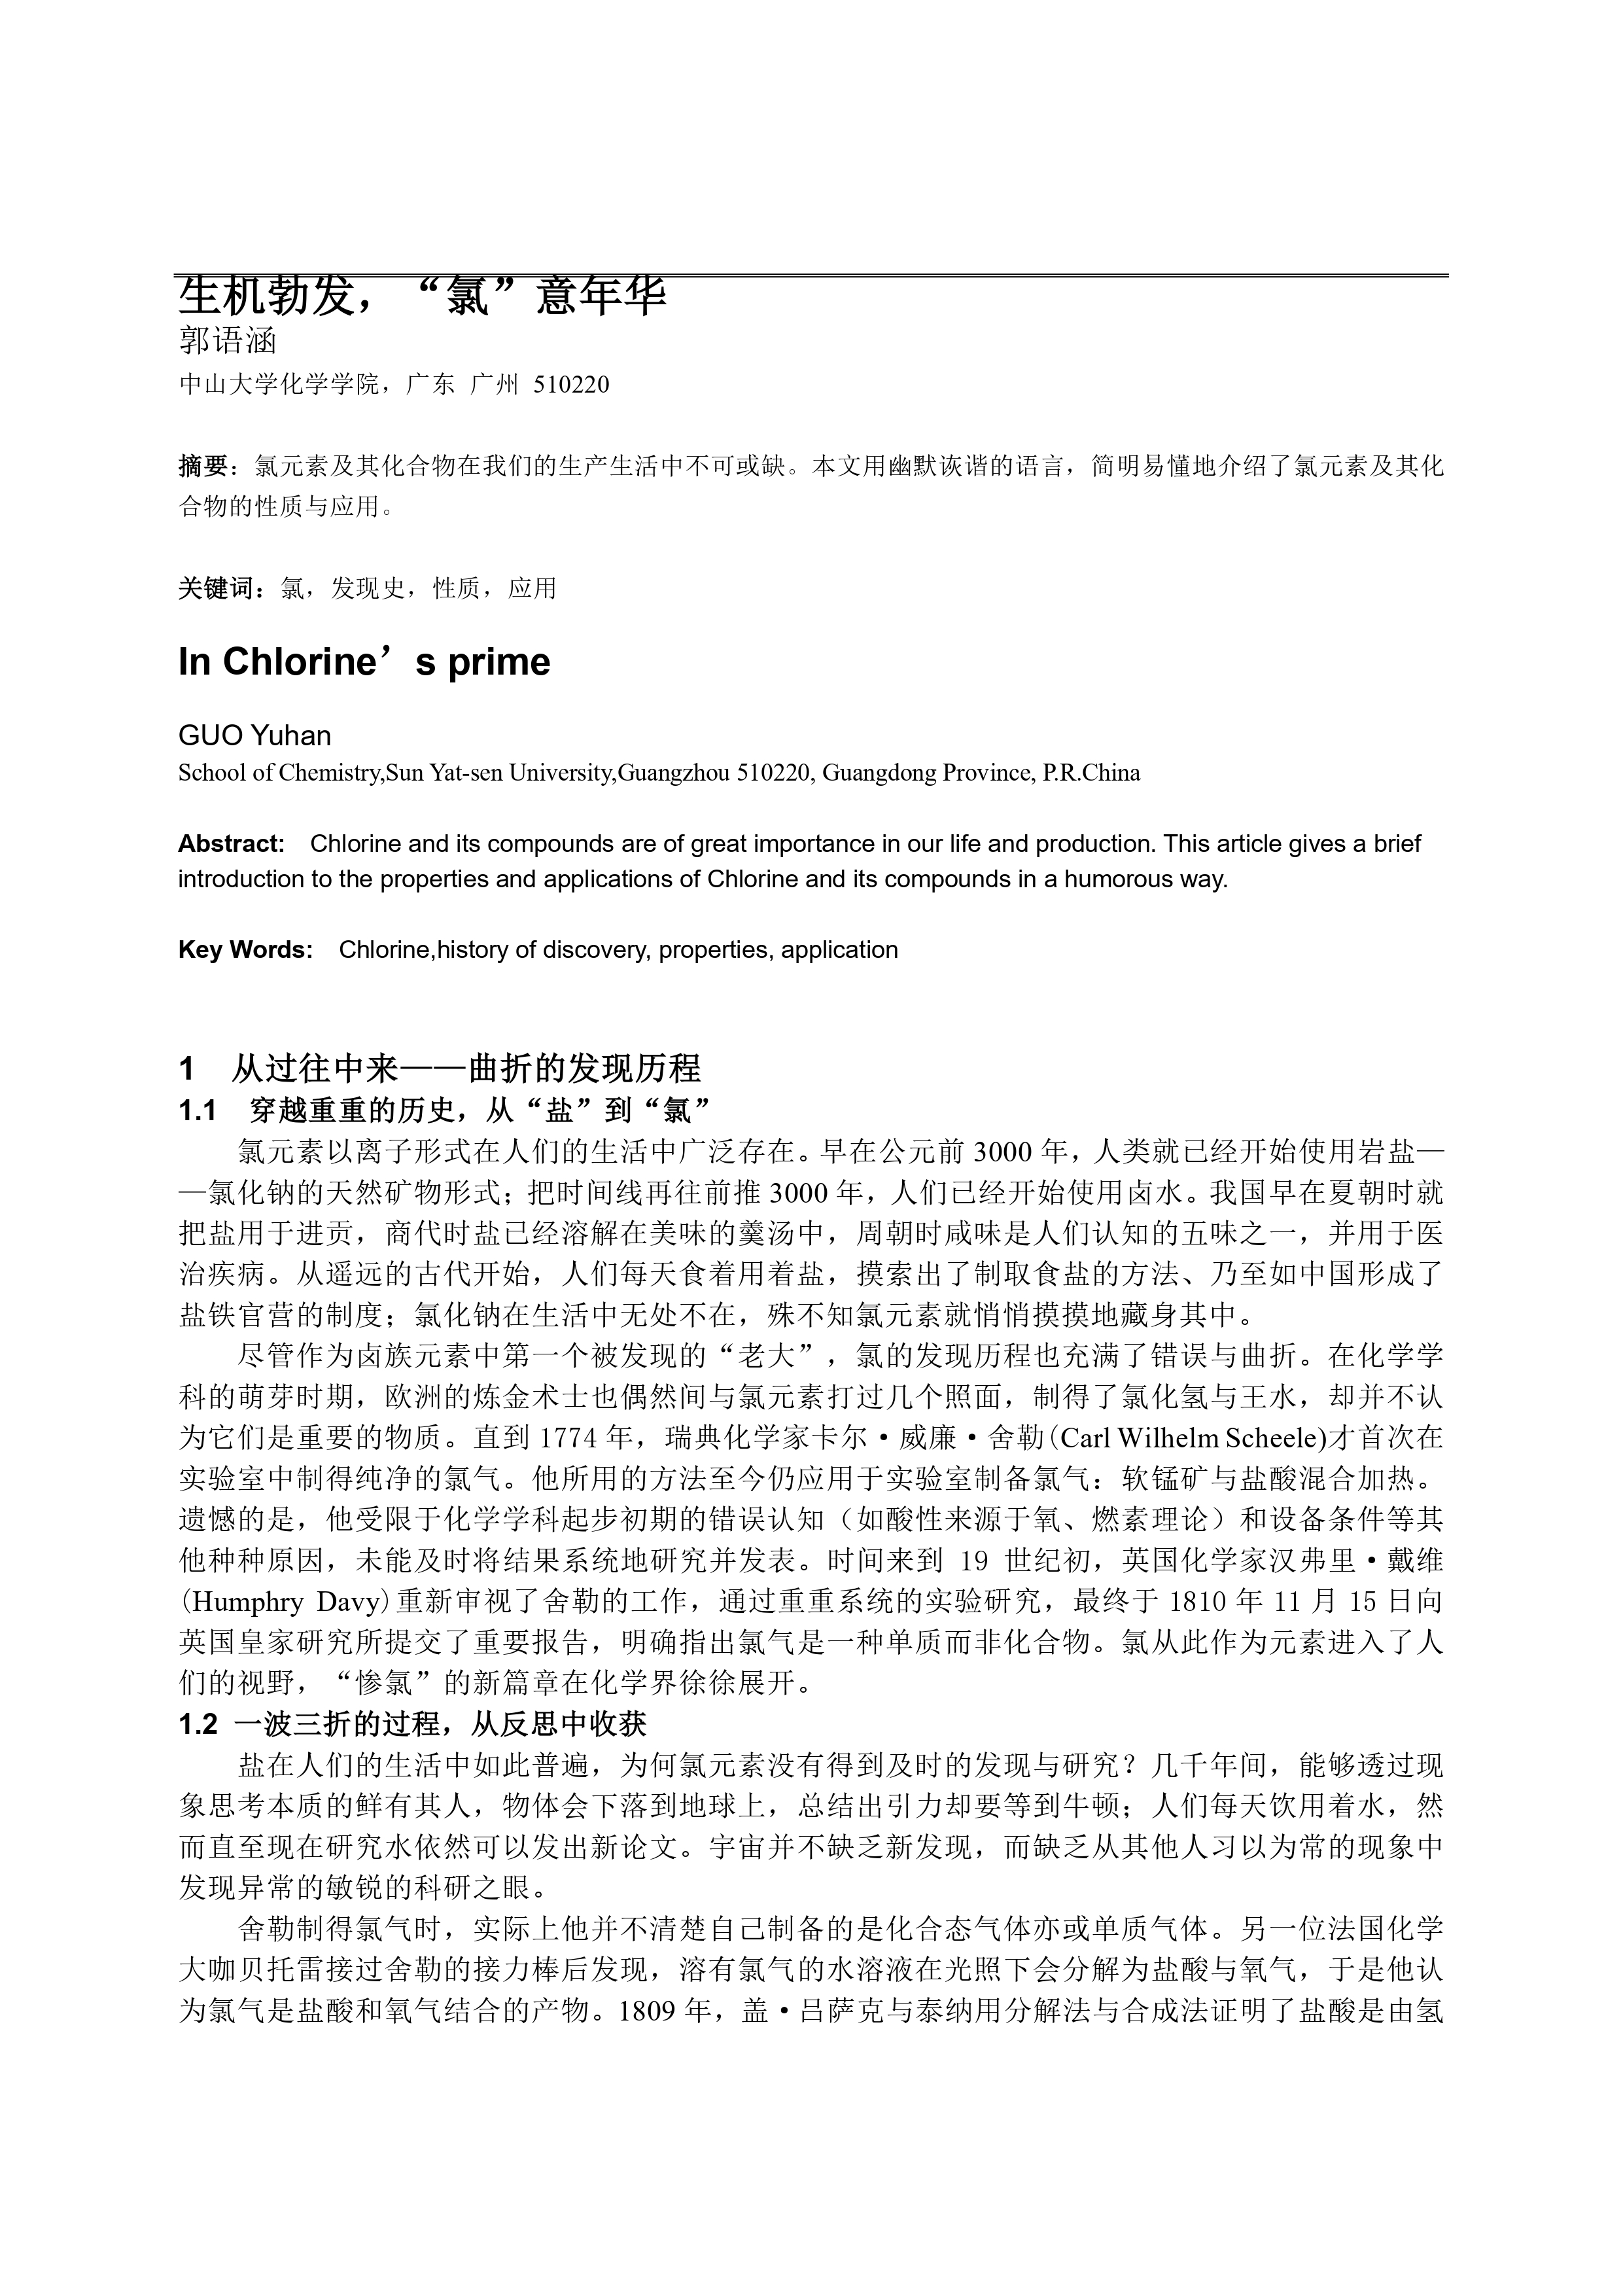 生机勃发，“氯”意年华
郭语涵
中山大学化学学院，广东 广州 510220
摘要：氯元素及其化合物在我们的生产生活中不可或缺。本文用幽默诙谐的语言，简明易懂地介绍了氯元素及其化
合物的性质与应用。
关键词：氯，发现史，性质，应用
In Chlorine’s prime
GUO Yuhan
School of Chemistry,Sun Yat-sen University,Guangzhou 510220, Guangdong Province, P.R.China
Abstract: Chlorine and its compounds are of great importance in our life and production. This article gives a brief
introduction to the properties and applications of Chlorine and its compounds in a humorous way.
Key Words: Chlorine,history of discovery, properties, application
1 从过往中来——曲折的发现历程
1.1 穿越重重的历史，从“盐”到“氯”
氯元素以离子形式在人们的生活中广泛存在。早在公元前 3000 年，人类就已经开始使用岩盐—
—氯化钠的天然矿物形式；把时间线再往前推 3000 年，人们已经开始使用卤水。我国早在夏朝时就
把盐用于进贡，商代时盐已经溶解在美味的羹汤中，周朝时咸味是人们认知的五味之一，并用于医
治疾病。从遥远的古代开始，人们每天食着用着盐，摸索出了制取食盐的方法、乃至如中国形成了
盐铁官营的制度；氯化钠在生活中无处不在，殊不知氯元素就悄悄摸摸地藏身其中。
尽管作为卤族元素中第一个被发现的“老大”，氯的发现历程也充满了错误与曲折。在化学学
科的萌芽时期，欧洲的炼金术士也偶然间与氯元素打过几个照面，制得了氯化氢与王水，却并不认
为它们是重要的物质。直到 1774 年，瑞典化学家卡尔·威廉·舍勒(Carl Wilhelm Scheele)才首次在
实验室中制得纯净的氯气。他所用的方法至今仍应用于实验室制备氯气：软锰矿与盐酸混合加热。
遗憾的是，他受限于化学学科起步初期的错误认知（如酸性来源于氧、燃素理论）和设备条件等其
他种种原因，未能及时将结果系统地研究并发表。时间来到 19 世纪初，英国化学家汉弗里·戴维
(Humphry Davy)重新审视了舍勒的工作，通过重重系统的实验研究，最终于 1810 年 11 月 15 日向
英国皇家研究所提交了重要报告，明确指出氯气是一种单质而非化合物。氯从此作为元素进入了人
们的视野，“惨氯”的新篇章在化学界徐徐展开。
1.2 一波三折的过程，从反思中收获
盐在人们的生活中如此普遍，为何氯元素没有得到及时的发现与研究？几千年间，能够透过现
象思考本质的鲜有其人，物体会下落到地球上，总结出引力却要等到牛顿；人们每天饮用着水，然
而直至现在研究水依然可以发出新论文。宇宙并不缺乏新发现，而缺乏从其他人习以为常的现象中
发现异常的敏锐的科研之眼。
舍勒制得氯气时，实际上他并不清楚自己制备的是化合态气体亦或单质气体。另一位法国化学
大咖贝托雷接过舍勒的接力棒后发现，溶有氯气的水溶液在光照下会分解为盐酸与氧气，于是他认
为氯气是盐酸和氧气结合的产物。1809 年，盖·吕萨克与泰纳用分解法与合成法证明了盐酸是由氢